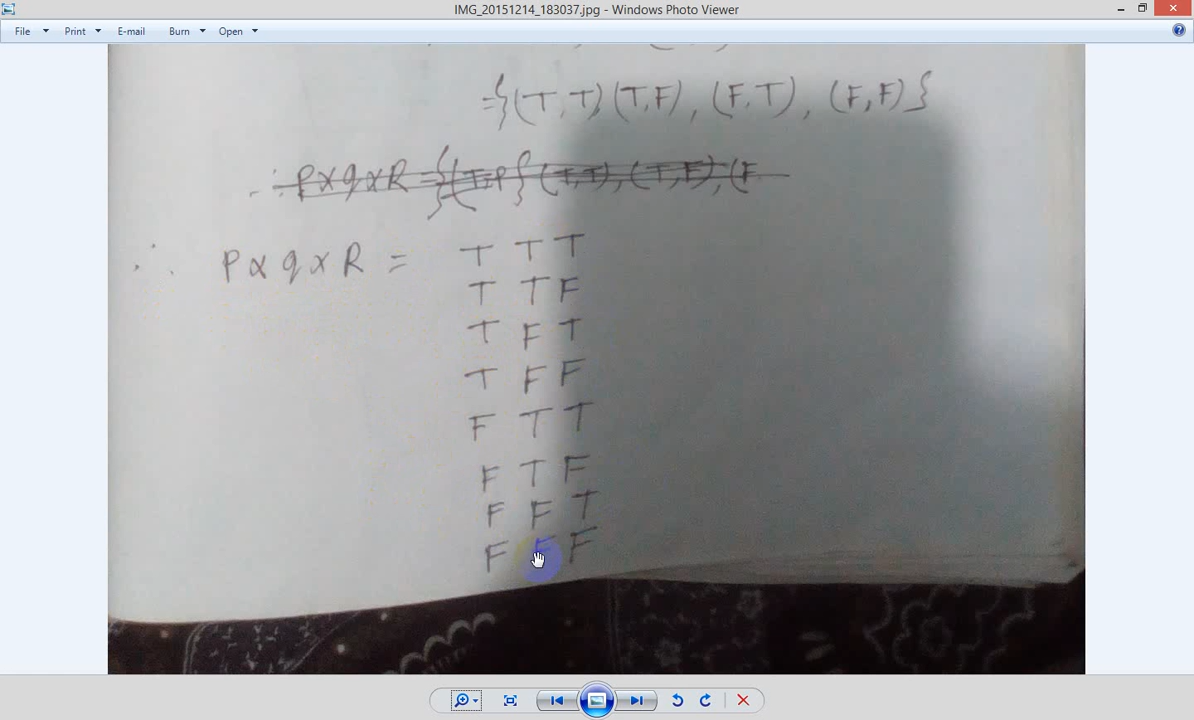 IMG_20151214_183037.jpg - Windows Photo Viewer
File Print E-mail Burn Open
={(T,T)(T,F), (F,T), (F,F)}
∴ P×q×R = {(T,P} (T,T), (T,F), (F
∴ P×q×R = T T T
T T F
T F T
T F F
F T T
F T F
F F T
F F F